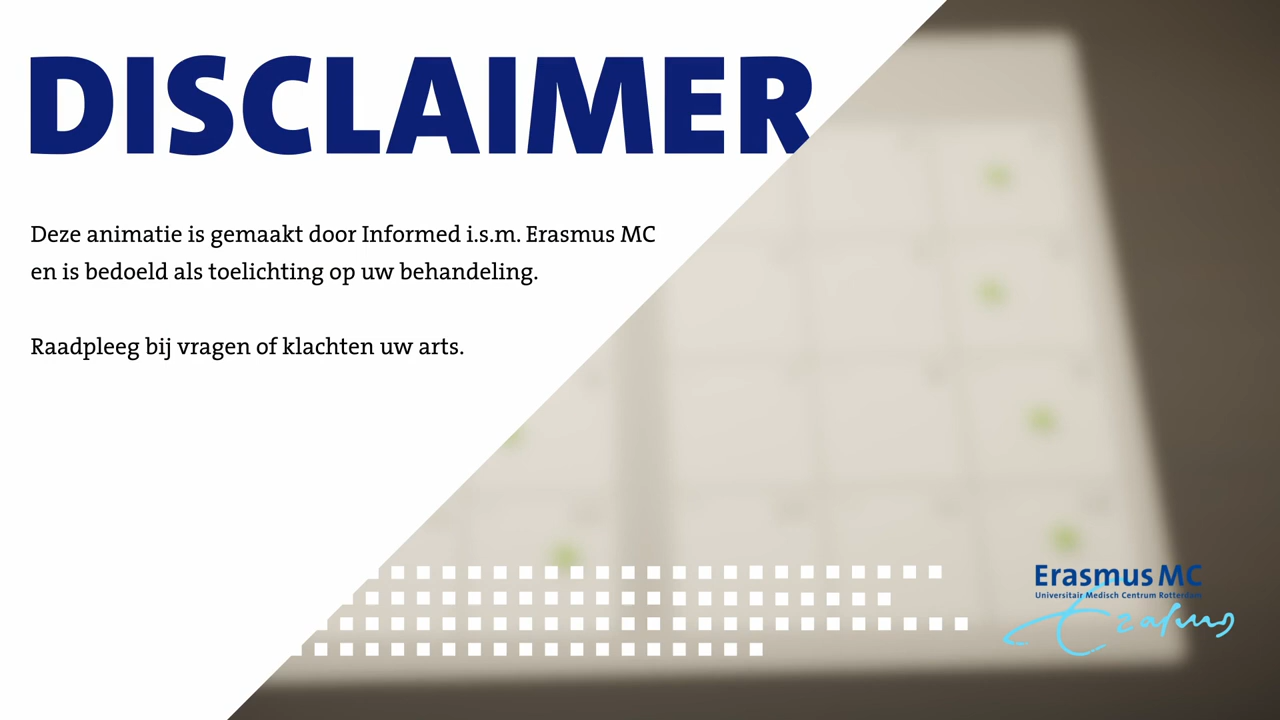 DISCLAIMER
Deze animatie is gemaakt door Informed i.s.m. Erasmus MC
en is bedoeld als toelichting op uw behandeling.
Raadpleeg bij vragen of klachten uw arts.
Erasmus MC
Universitair Medisch Centrum Rotterdam
Erasmus